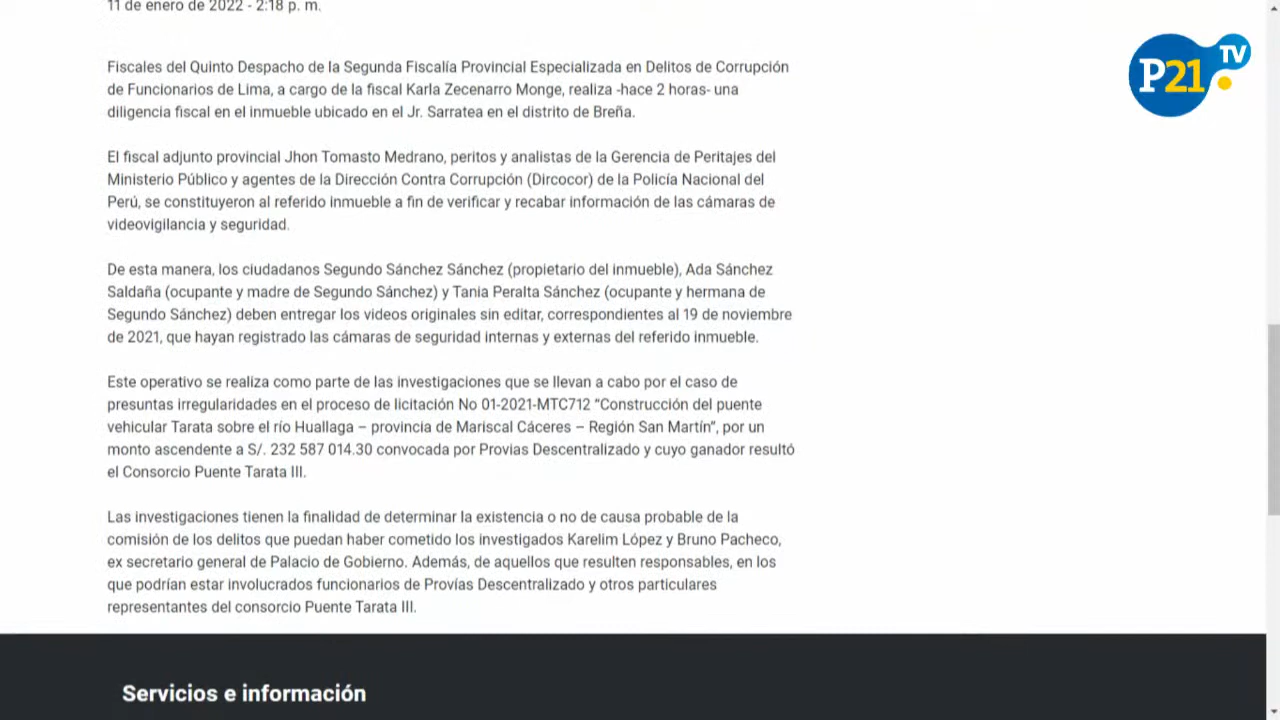 11 de enero de 2022 - 2:18 p. m.
P21
TV
Fiscales del Quinto Despacho de la Segunda Fiscalía Provincial Especializada en Delitos de Corrupción
de Funcionarios de Lima, a cargo de la fiscal Karla Zecenarro Monge, realiza -hace 2 horas- una
diligencia fiscal en el inmueble ubicado en el Jr. Sarratea en el distrito de Breña.
El fiscal adjunto provincial Jhon Tomasto Medrano, peritos y analistas de la Gerencia de Peritajes del
Ministerio Público y agentes de la Dirección Contra Corrupción (Dircocor) de la Policía Nacional del
Perú, se constituyeron al referido inmueble a fin de verificar y recabar información de las cámaras de
videovigilancia y seguridad.
De esta manera, los ciudadanos Segundo Sánchez Sánchez (propietario del inmueble), Ada Sánchez
Saldaña (ocupante y madre de Segundo Sánchez) y Tania Peralta Sánchez (ocupante y hermana de
Segundo Sánchez) deben entregar los videos originales sin editar, correspondientes al 19 de noviembre
de 2021, que hayan registrado las cámaras de seguridad internas y externas del referido inmueble.
Este operativo se realiza como parte de las investigaciones que se llevan a cabo por el caso de
presuntas irregularidades en el proceso de licitación No 01-2021-MTC712 “Construcción del puente
vehicular Tarata sobre el río Huallaga – provincia de Mariscal Cáceres – Región San Martín”, por un
monto ascendente a S/. 232 587 014.30 convocada por Provias Descentralizado y cuyo ganador resultó
el Consorcio Puente Tarata III.
Las investigaciones tienen la finalidad de determinar la existencia o no de causa probable de la
comisión de los delitos que puedan haber cometido los investigados Karelim López y Bruno Pacheco,
ex secretario general de Palacio de Gobierno. Además, de aquellos que resulten responsables, en los
que podrían estar involucrados funcionarios de Provías Descentralizado y otros particulares
representantes del consorcio Puente Tarata III.
Servicios e información